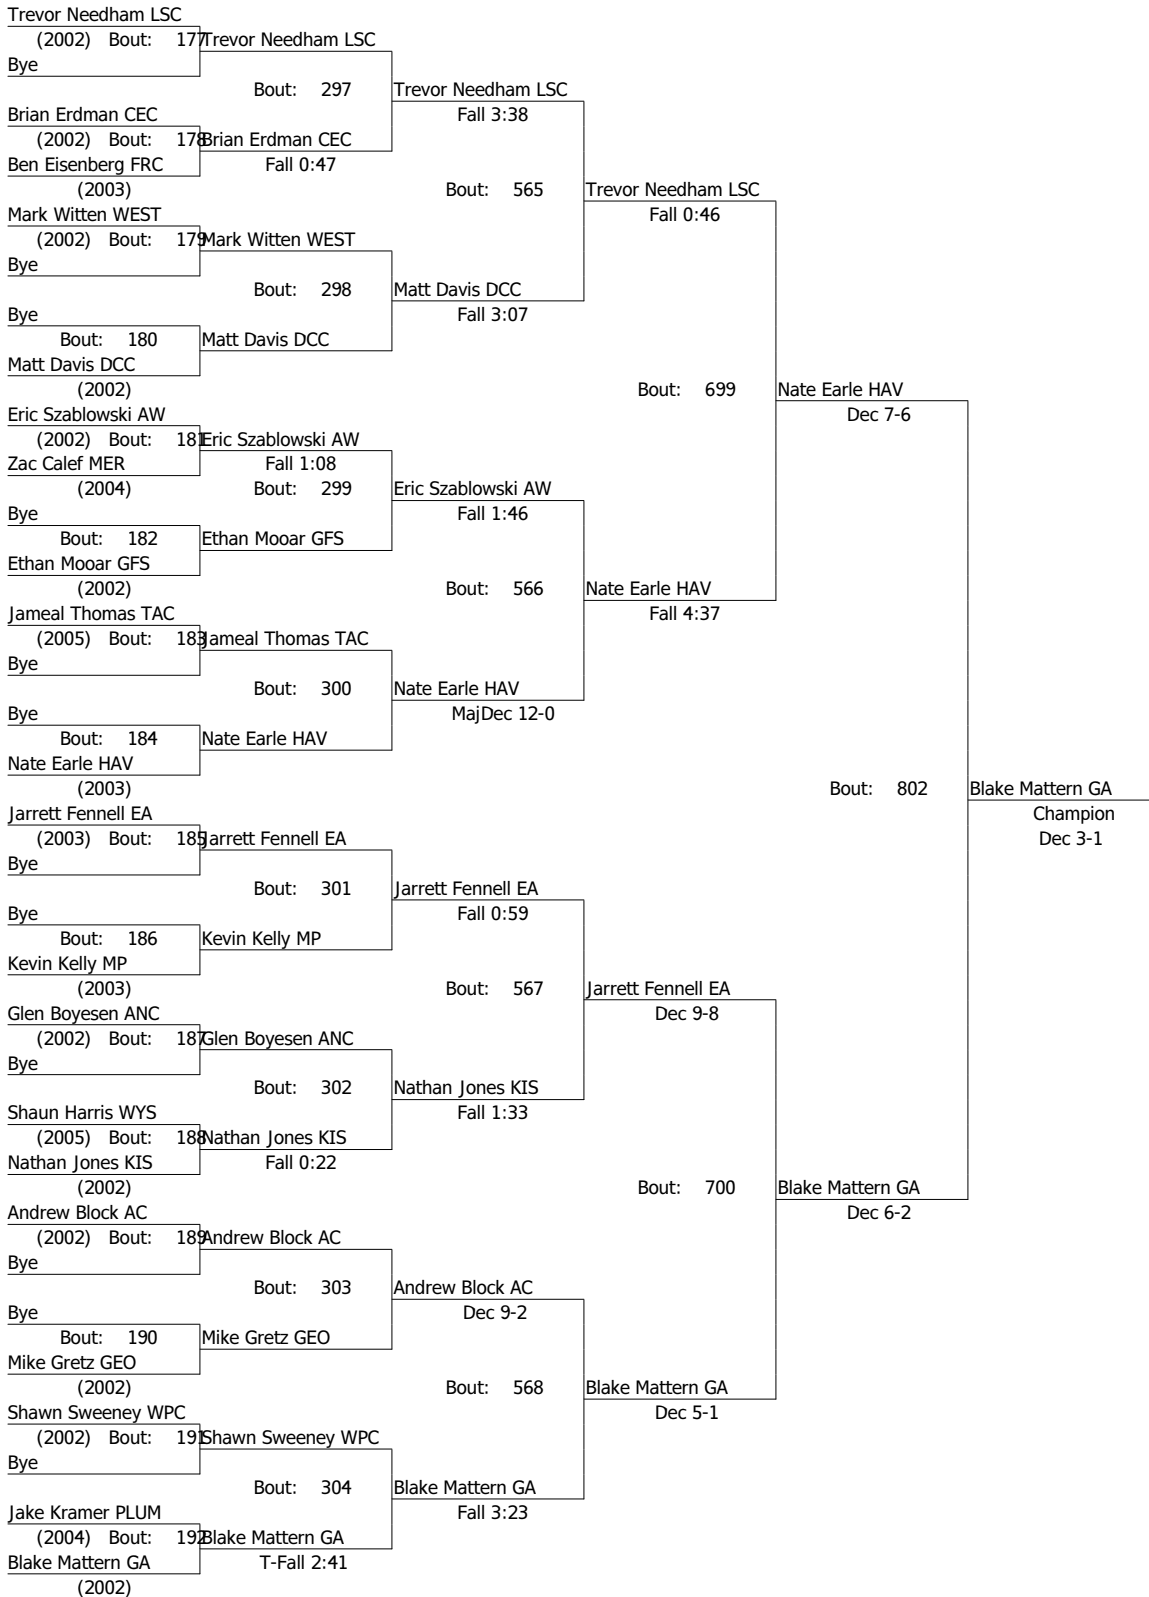 Trevor Needham LSC
(2002) Bout: 177 Trevor Needham LSC
Bye
Bout: 297 Trevor Needham LSC
Brian Erdman CEC Fall 3:38
(2002) Bout: 178 Brian Erdman CEC
Ben Eisenberg FRC Fall 0:47
(2003) Bout: 565 Trevor Needham LSC
Mark Witten WEST Fall 0:46
(2002) Bout: 179 Mark Witten WEST
Bye
Bout: 298 Matt Davis DCC
Bye Fall 3:07
Bout: 180 Matt Davis DCC
Matt Davis DCC
(2002) Bout: 699 Nate Earle HAV
Eric Szablowski AW Dec 7-6
(2002) Bout: 181 Eric Szablowski AW
Zac Calef MER Fall 1:08
(2004) Bout: 299 Eric Szablowski AW
Bye Fall 1:46
Bout: 182 Ethan Mooar GFS
Ethan Mooar GFS
(2002) Bout: 566 Nate Earle HAV
Jameal Thomas TAC Fall 4:37
(2005) Bout: 183 Jameal Thomas TAC
Bye
Bout: 300 Nate Earle HAV
Bye MajDec 12-0
Bout: 184 Nate Earle HAV
Nate Earle HAV
(2003) Bout: 802 Blake Mattern GA
Jarrett Fennell EA Champion
(2003) Bout: 185 Jarrett Fennell EA Dec 3-1
Bye
Bout: 301 Jarrett Fennell EA
Bye Fall 0:59
Bout: 186 Kevin Kelly MP
Kevin Kelly MP
(2003) Bout: 567 Jarrett Fennell EA
Glen Boyesen ANC Dec 9-8
(2002) Bout: 187 Glen Boyesen ANC
Bye
Bout: 302 Nathan Jones KIS
Shaun Harris WYS Fall 1:33
(2005) Bout: 188 Nathan Jones KIS
Nathan Jones KIS Fall 0:22
(2002) Bout: 700 Blake Mattern GA
Andrew Block AC Dec 6-2
(2002) Bout: 189 Andrew Block AC
Bye
Bout: 303 Andrew Block AC
Bye Dec 9-2
Bout: 190 Mike Gretz GEO
Mike Gretz GEO
(2002) Bout: 568 Blake Mattern GA
Shawn Sweeney WPC Dec 5-1
(2002) Bout: 191 Shawn Sweeney WPC
Bye
Bout: 304 Blake Mattern GA
Jake Kramer PLUM Fall 3:23
(2004) Bout: 192 Blake Mattern GA
Blake Mattern GA T-Fall 2:41
(2002)